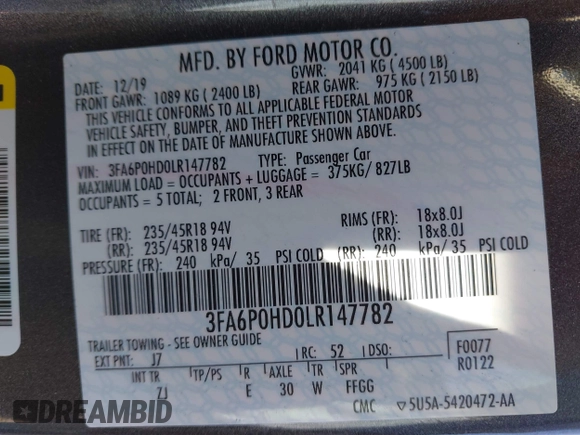 MFD. BY FORD MOTOR CO.
DATE: 12/19 GVWR: 2041 KG ( 4500 LB)
FRONT GAWR: 1089 KG ( 2400 LB) REAR GAWR: 975 KG ( 2150 LB)
THIS VEHICLE CONFORMS TO ALL APPLICABLE FEDERAL MOTOR
VEHICLE SAFETY, BUMPER, AND THEFT PREVENTION STANDARDS
IN EFFECT ON THE DATE OF MANUFACTURE SHOWN ABOVE.
VIN: 3FA6P0HD0LR147782 TYPE: Passenger Car
MAXIMUM LOAD = OCCUPANTS + LUGGAGE = 375KG/ 827LB
OCCUPANTS = 5 TOTAL; 2 FRONT, 3 REAR
TIRE (FR): 235/45R18 94V RIMS (FR): 18x8.0J
(RR): 235/45R18 94V (RR): 18x8.0J
PRESSURE (FR): 240 kPa/ 35 PSI COLD (RR): 240 kPa/ 35 PSI COLD
3FA6P0HD0LR147782
TRAILER TOWING - SEE OWNER GUIDE
EXT PNT: J7 RC: 52 DSO: F0077
R0122
INT TR TP/PS R AXLE TR SPR
ZJ E 30 W FFGG
CMC 5U5A-5420472-AA
DREAMBID